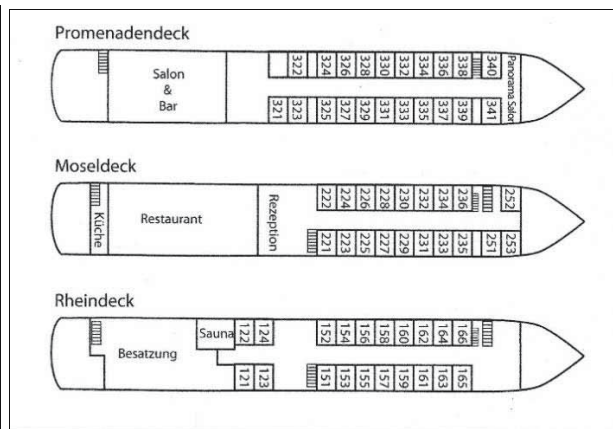 Promenadendeck
322 324 326 328 330 332 334 336 338 340
Salon
&
Bar
Panorama Salon
321 323 325 327 329 331 333 335 337 339 341
Moseldeck
222 224 226 228 230 232 234 236 252
Küche
Restaurant
Rezeption
221 223 225 227 229 231 233 235 251 253
Rheindeck
Sauna
122 124 152 154 156 158 160 162 164 166
Besatzung
121 123 151 153 155 157 159 161 163 165